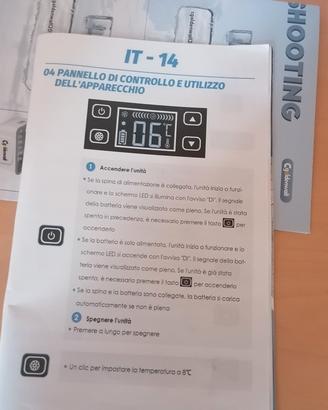 SHOOTING
IT - 14
04 PANNELLO DI CONTROLLO E UTILIZZO
DELL'APPARECCHIO
06
1 Accendere l'unità
• Se la spina di alimentazione è collegata, l'unità inizia a funzi-
onare e lo schermo LED si illumina con l'avviso "DI". Il segnale
della batteria viene visualizzato come piena. Se l'unità è stata
spenta in precedenza, è necessario premere il tasto per
accenderlo
• Se la batteria è solo alimentata, l'unità inizia a funzionare e lo
schermo LED si accende con l'avviso "DI". Il segnale della bat-
teria viene visualizzato come piena. Se l'unità è già stata
spenta, è necessario premere il tasto per accenderlo
• Se la spina e la batteria sono collegate, la batteria si carica
automaticamente se non è piena
2 Spegnere l'unità
• Premere a lungo per spegnere
• Un clic per impostare la temperatura a 8℃